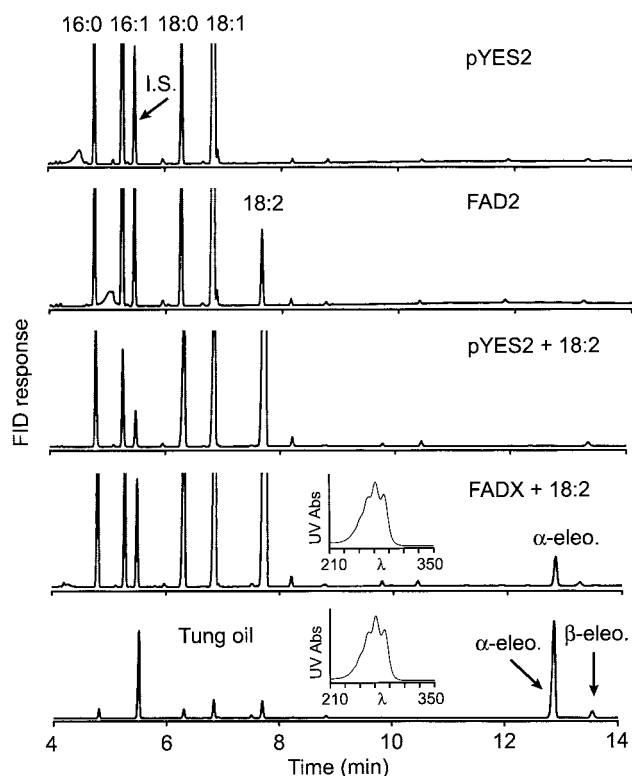 16:0 16:1 18:0 18:1
pYES2
I.S.
FAD2
18:2
pYES2 + 18:2
FID response
FADX + 18:2
UV Abs
210 λ 350
α-eleo.
Tung oil
UV Abs
210 λ 350
α-eleo.
β-eleo.
4 6 8 10 12 14
Time (min)